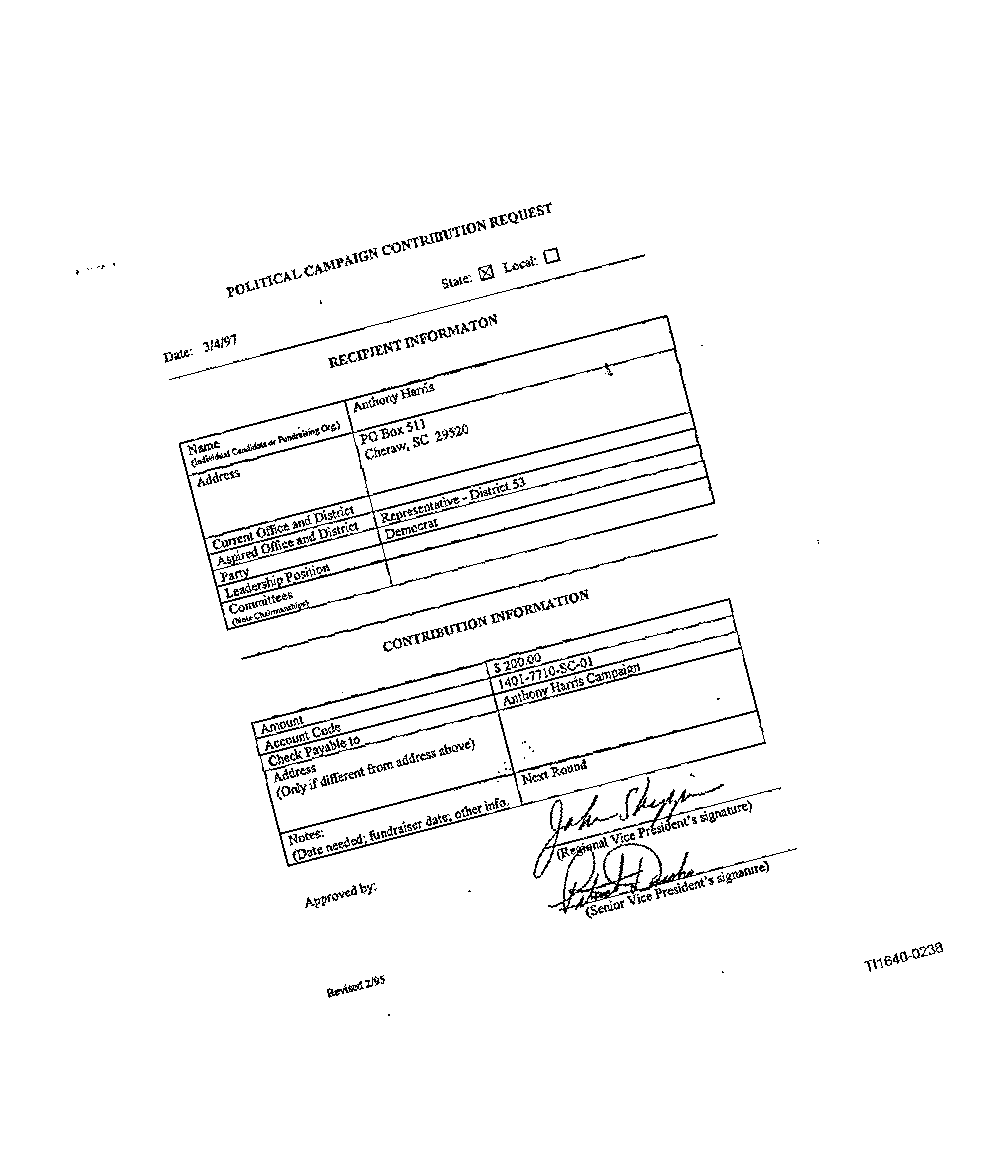 POLITICAL CAMPAIGN CONTRIBUTION REQUEST
State: ☒ Local: ☐
Date: 3/4/97
RECIPIENT INFORMATON
Name Anthony Harris
(Individual Candidate or Fundraising Org.)
Address PO Box 511
Cheraw, SC 29520
Current Office and District
Aspired Office and District Representative - District 53
Party Democrat
Leadership Position
Committees
(Note Chairmanships)
CONTRIBUTION INFORMATION
Amount $ 200.00
Account Code 1401-7710-SC-01
Check Payable to Anthony Harris Campaign
Address
(Only if different from address above)
Notes: Next Round
(Date needed; fundraiser date; other info.
Approved by:
John
(Regional Vice President's signature)
(Senior Vice President's signature)
Revised 2/95
TI1640-0238